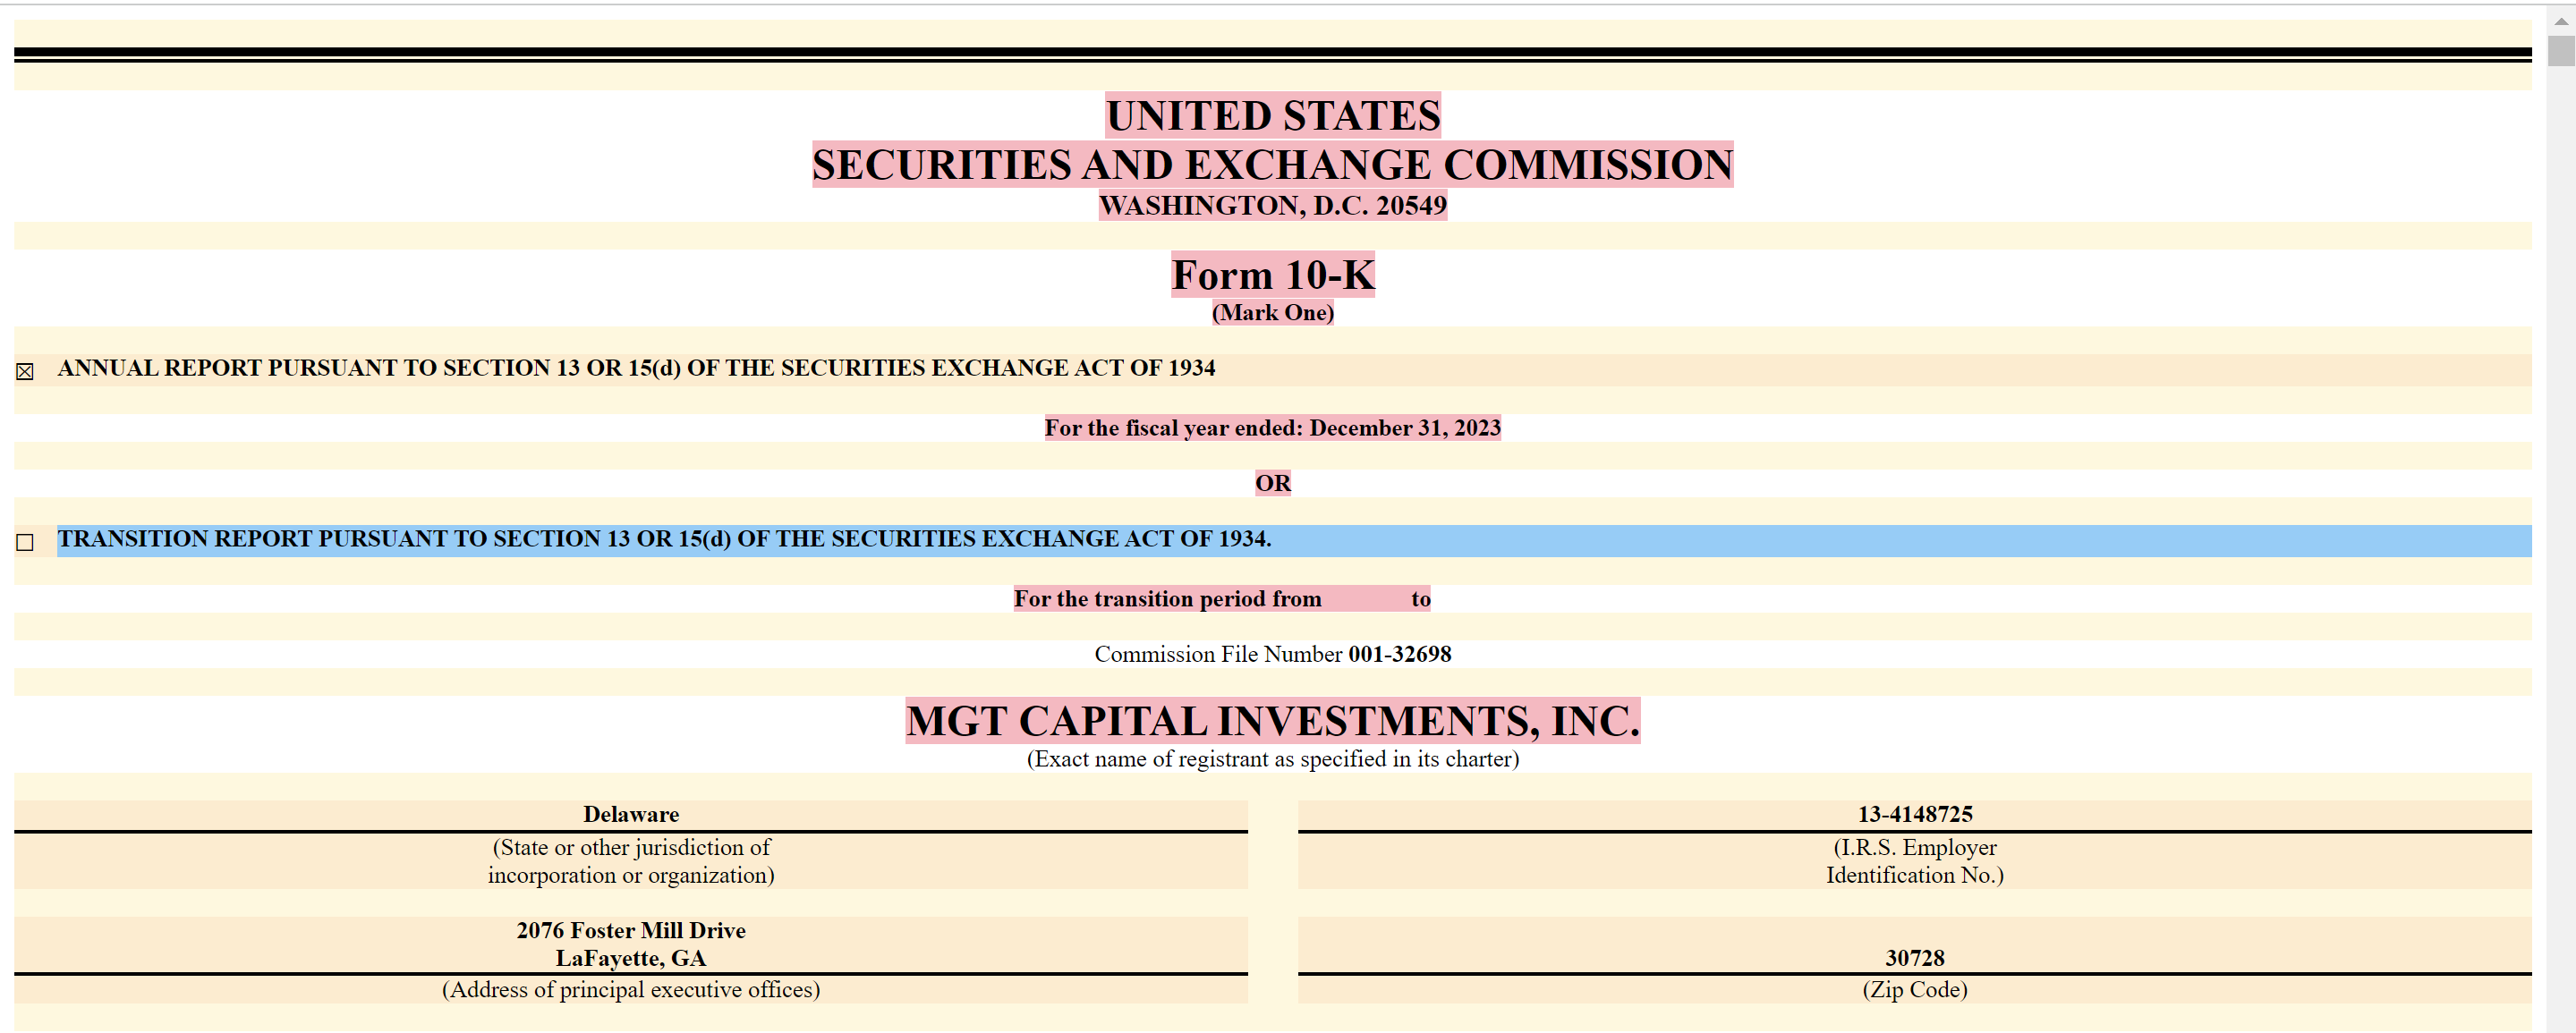 UNITED STATES
SECURITIES AND EXCHANGE COMMISSION
WASHINGTON, D.C. 20549
Form 10-K
(Mark One)
☒ ANNUAL REPORT PURSUANT TO SECTION 13 OR 15(d) OF THE SECURITIES EXCHANGE ACT OF 1934
For the fiscal year ended: December 31, 2023
OR
☐ TRANSITION REPORT PURSUANT TO SECTION 13 OR 15(d) OF THE SECURITIES EXCHANGE ACT OF 1934.
For the transition period from to
Commission File Number 001-32698
MGT CAPITAL INVESTMENTS, INC.
(Exact name of registrant as specified in its charter)
Delaware 13-4148725
(State or other jurisdiction of (I.R.S. Employer
incorporation or organization) Identification No.)
2076 Foster Mill Drive
LaFayette, GA 30728
(Address of principal executive offices) (Zip Code)